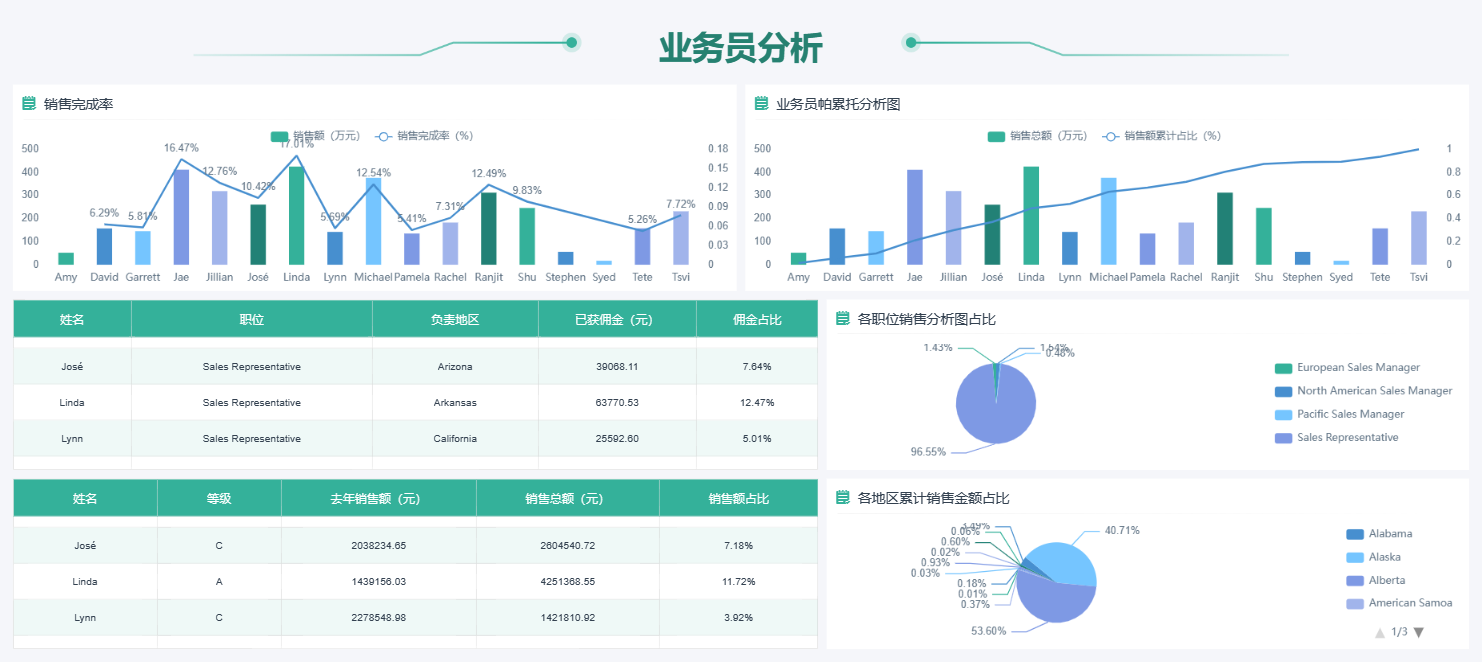 业务员分析
销售完成率
销售额（万元） 销售完成率（%）
500 400 300 200 100 0
0.18 0.15 0.12 0.09 0.06 0.03 0
6.29% 5.81% 16.47% 12.76% 10.42% 17.01% 5.69% 12.54% 5.41% 7.31% 12.49% 9.83% 5.26% 7.72%
Amy David Garrett Jae Jillian José Linda Lynn Michael Pamela Rachel Ranjit Shu Stephen Syed Tete Tsvi
业务员帕累托分析图
销售总额（万元） 销售额累计占比（%）
500 400 300 200 100 0
1 0.8 0.6 0.4 0.2 0
Amy David Garrett Jae Jillian José Linda Lynn Michael Pamela Rachel Ranjit Shu Stephen Syed Tete Tsvi
姓名 职位 负责地区 已获佣金（元） 佣金占比
José Sales Representative Arizona 39068.11 7.64%
Linda Sales Representative Arkansas 63770.53 12.47%
Lynn Sales Representative California 25592.60 5.01%
各职位销售分析图占比
1.43% 1.54% 0.48%
96.55%
European Sales Manager
North American Sales Manager
Pacific Sales Manager
Sales Representative
姓名 等级 去年销售额（元） 销售总额（元） 销售额占比
José C 2038234.65 2604540.72 7.18%
Linda A 1439156.03 4251368.55 11.72%
Lynn C 2278548.98 1421810.92 3.92%
各地区累计销售金额占比
3.49%
0.06%
0.60%
0.02%
0.93%
0.03%
0.18%
0.01%
0.37%
53.60%
40.71%
Alabama
Alaska
Alberta
American Samoa
1/3